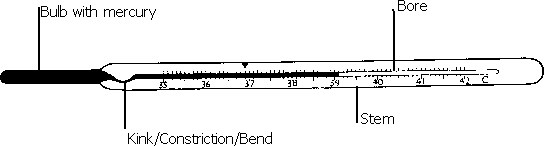 Bulb with mercury
Bore
35 36 37 38 39 40 41 42 C
Stem
Kink/Constriction/Bend